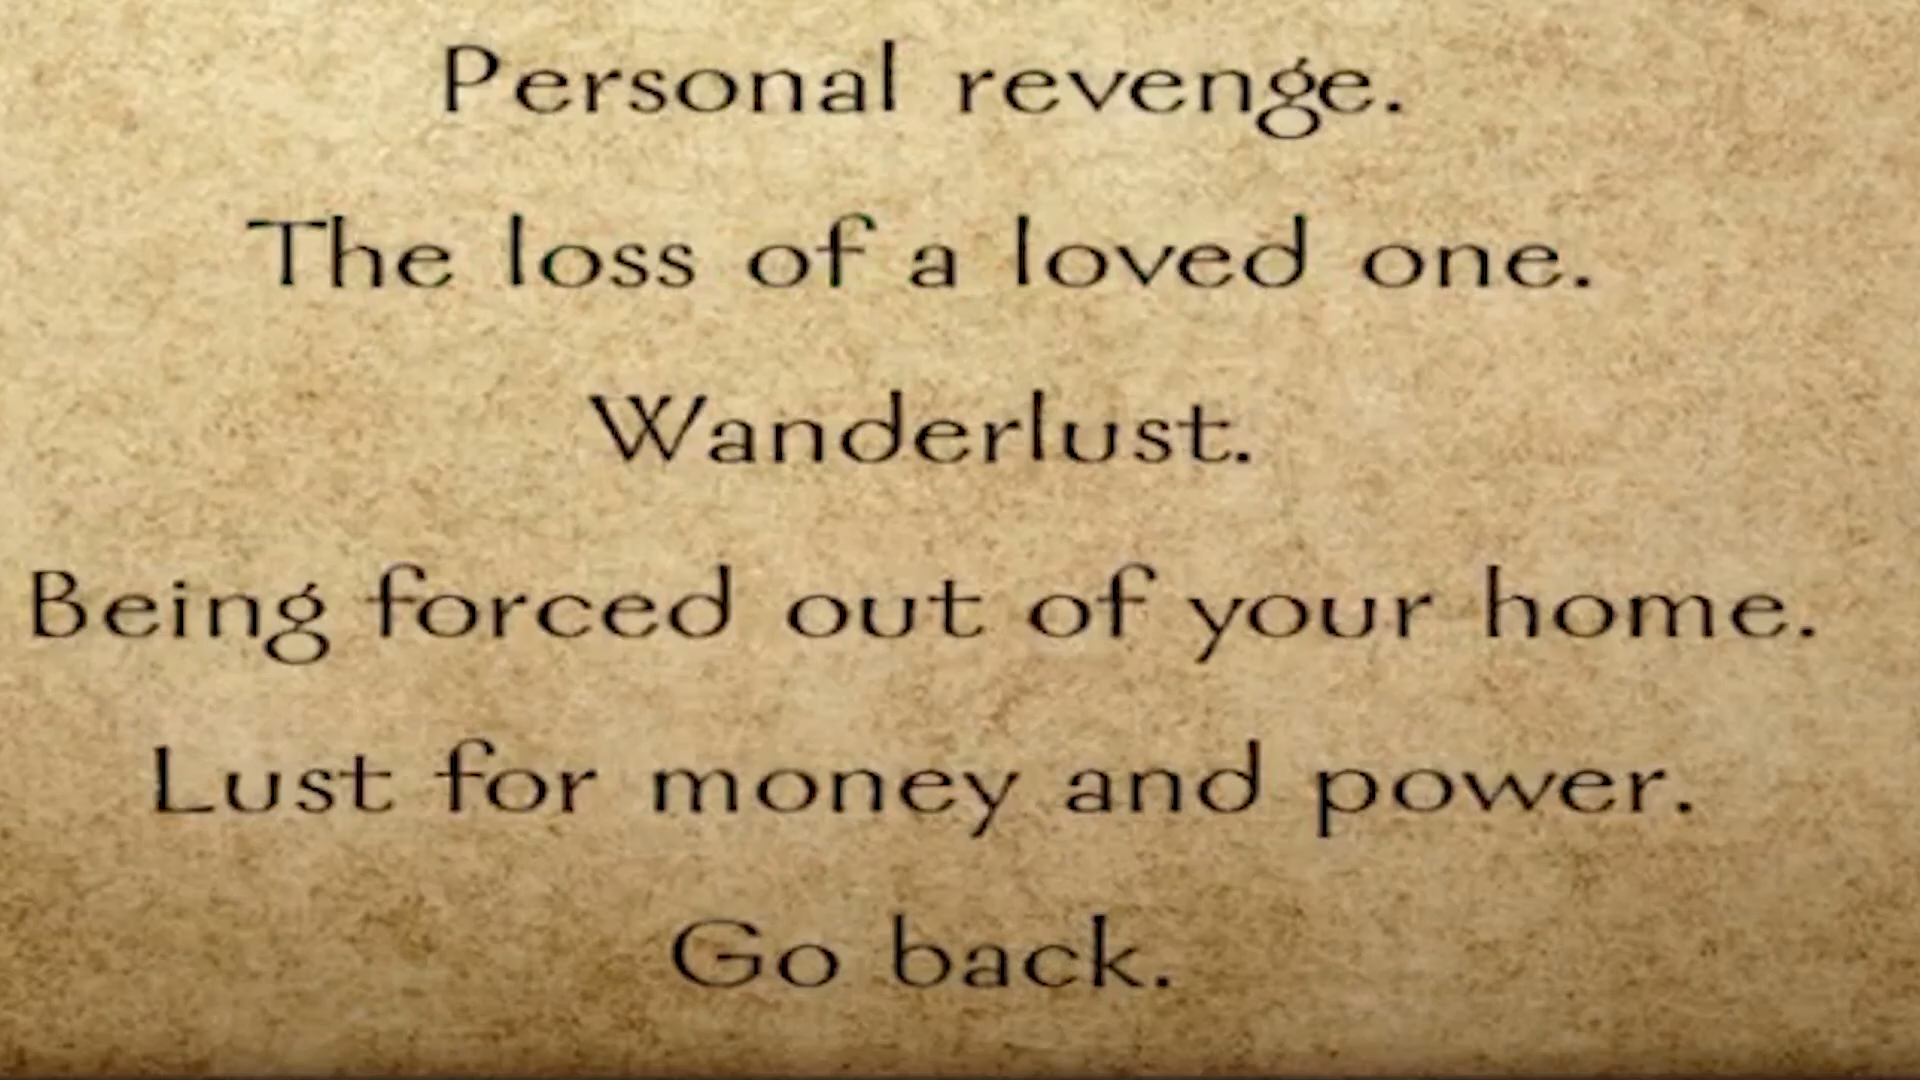 Personal revenge.
The loss of a loved one.
Wanderlust.
Being forced out of your home.
Lust for money and power.
Go back.